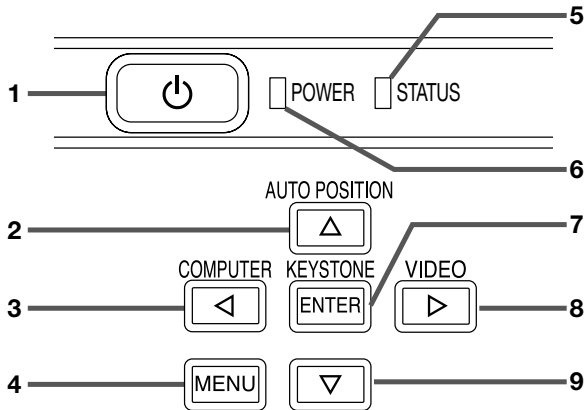 5
1 POWER STATUS
6
AUTO POSITION
2 7
COMPUTER KEYSTONE VIDEO
3 ENTER 8
4 MENU 9